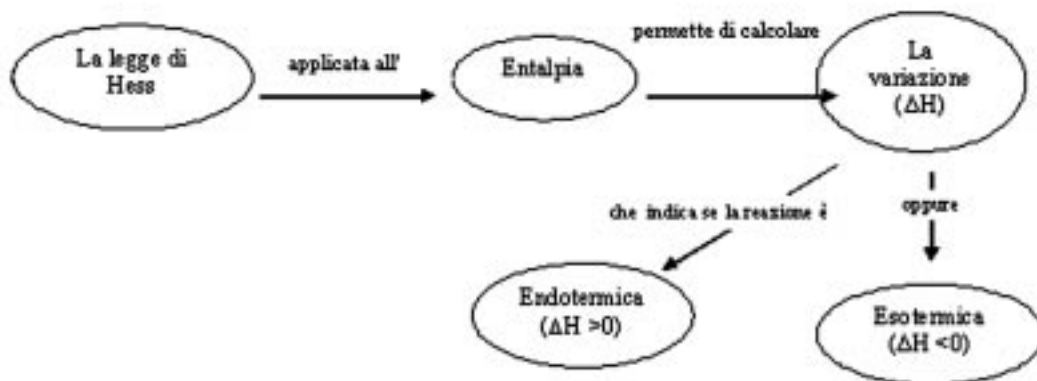 La legge di
Hess
applicata all'
Entalpia
permette di calcolare
La
variazione
(ΔH)
che indica se la reazione è
oppure
Endotermica
(ΔH >0)
Esotermica
(ΔH <0)